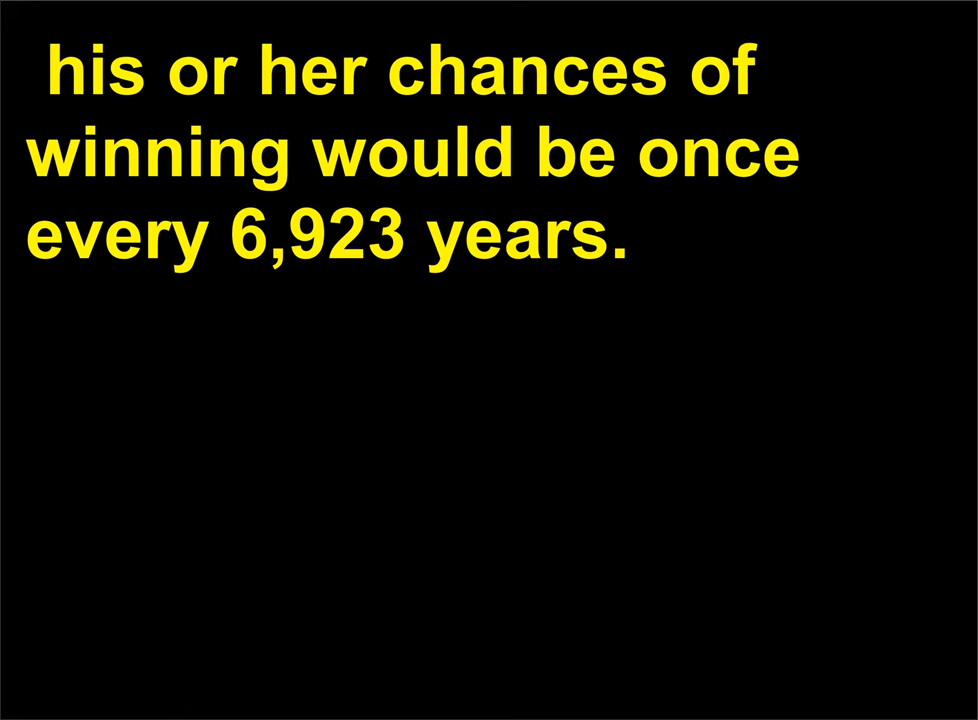 his or her chances of
winning would be once
every 6,923 years.